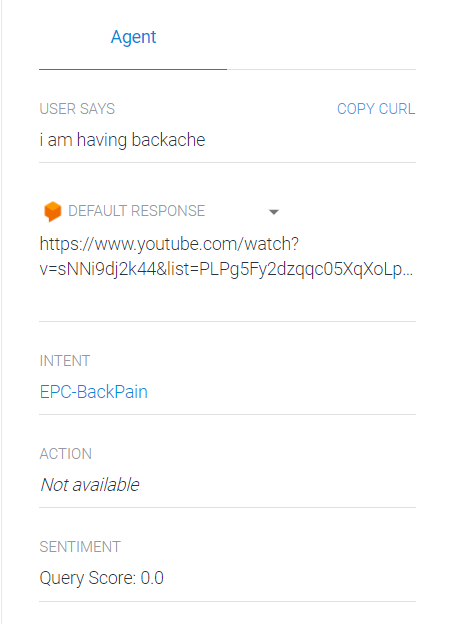 Agent
USER SAYS COPY CURL
i am having backache
DEFAULT RESPONSE
https://www.youtube.com/watch?
v=sNNi9dj2k44&list=PLPg5Fy2dzqqc05XqXoLp...
INTENT
EPC-BackPain
ACTION
Not available
SENTIMENT
Query Score: 0.0